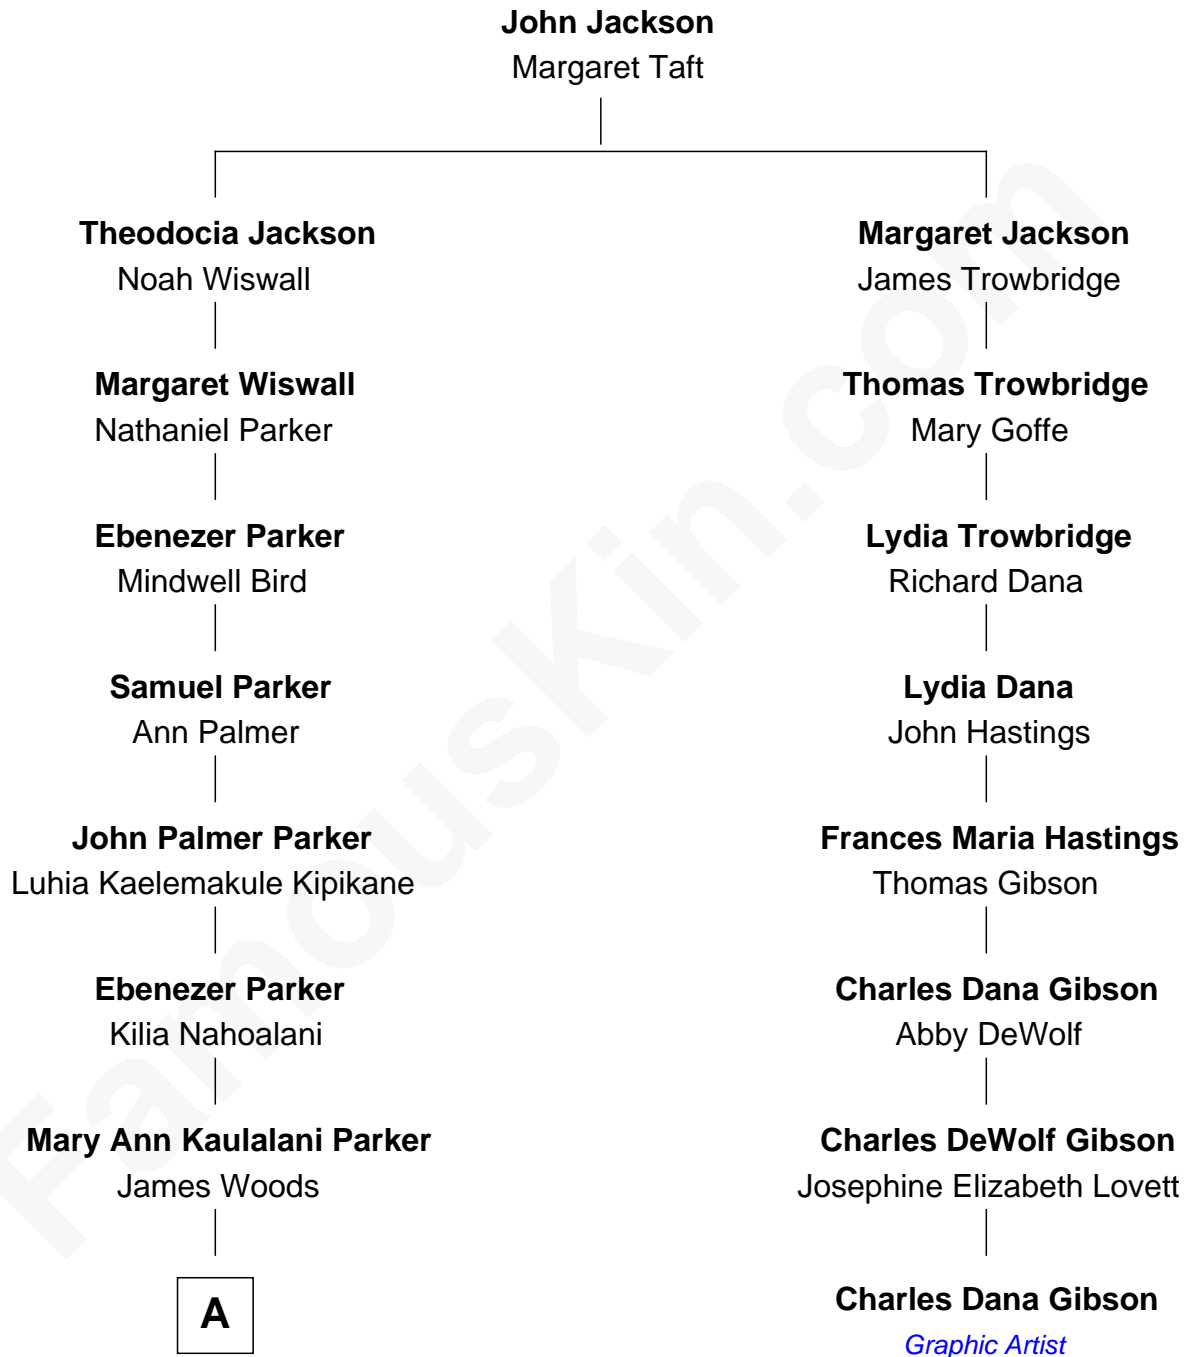 John Jackson
Margaret Taft
Theodocia Jackson
Noah Wiswall
Margaret Jackson
James Trowbridge
Margaret Wiswall
Nathaniel Parker
Thomas Trowbridge
Mary Goffe
Ebenezer Parker
Mindwell Bird
Lydia Trowbridge
Richard Dana
Samuel Parker
Ann Palmer
Lydia Dana
John Hastings
John Palmer Parker
Luhia Kaelemakule Kipikane
Frances Maria Hastings
Thomas Gibson
Ebenezer Parker
Kilia Nahoalani
Charles Dana Gibson
Abby DeWolf
Mary Ann Kaulalani Parker
James Woods
Charles DeWolf Gibson
Josephine Elizabeth Lovett
A
Charles Dana Gibson
Graphic Artist
FamousKin.com